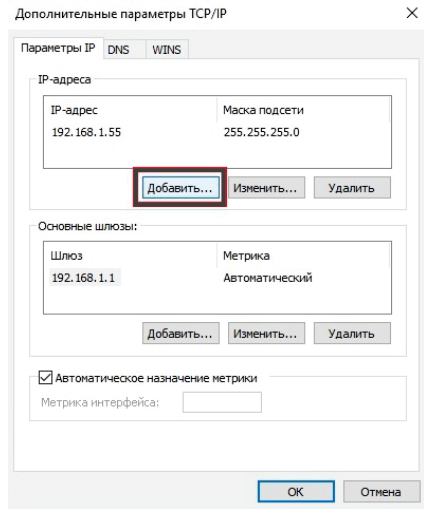 Дополнительные параметры TCP/IP
Параметры IP DNS WINS
IP-адреса
IP-адрес Маска подсети
192.168.1.55 255.255.255.0
Добавить... Изменить... Удалить
Основные шлюзы:
Шлюз Метрика
192.168.1.1 Автоматический
Добавить... Изменить... Удалить
Автоматическое назначение метрики
Метрика интерфейса:
ОК Отмена